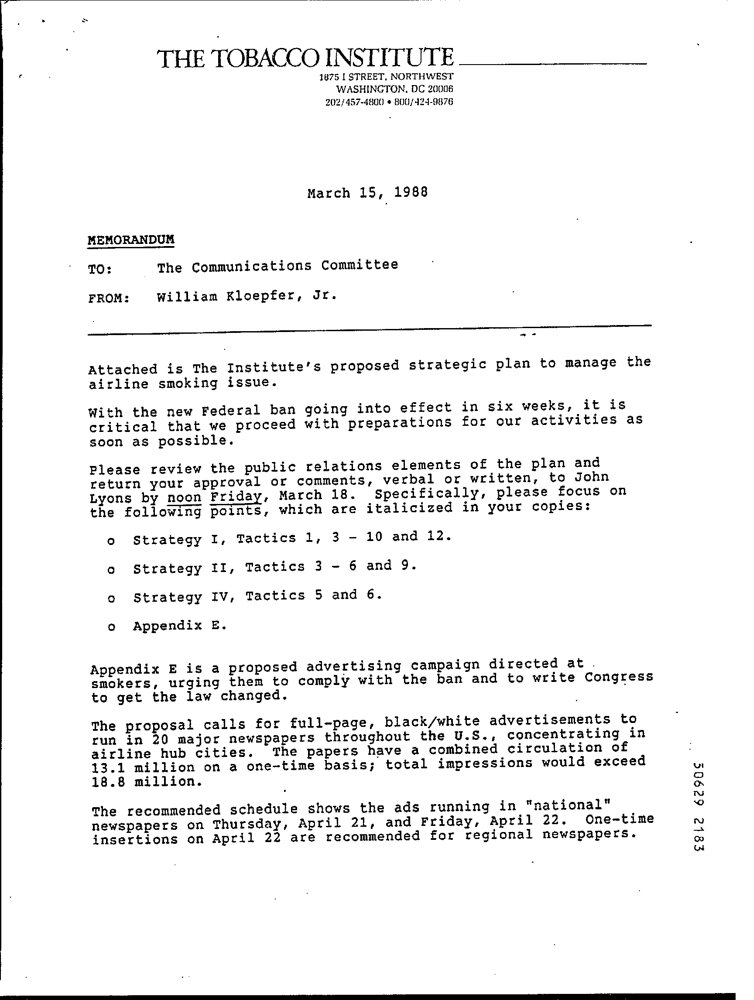 THE TOBACCO INSTITUTE
1875 I STREET, NORTHWEST
WASHINGTON, DC 20006
202/457-4800 • 800/424-9876
March 15, 1988
MEMORANDUM
TO: The Communications Committee
FROM: William Kloepfer, Jr.
Attached is The Institute's proposed strategic plan to manage the
airline smoking issue.
With the new Federal ban going into effect in six weeks, it is
critical that we proceed with preparations for our activities as
soon as possible.
Please review the public relations elements of the plan and
return your approval or comments, verbal or written, to John
Lyons by noon Friday, March 18. Specifically, please focus on
the following points, which are italicized in your copies:
o Strategy I, Tactics 1, 3 - 10 and 12.
o Strategy II, Tactics 3 - 6 and 9.
o Strategy IV, Tactics 5 and 6.
o Appendix E.
Appendix E is a proposed advertising campaign directed at
smokers, urging them to comply with the ban and to write Congress
to get the law changed.
The proposal calls for full-page, black/white advertisements to
run in 20 major newspapers throughout the U.S., concentrating in
airline hub cities. The papers have a combined circulation of
13.1 million on a one-time basis; total impressions would exceed
18.8 million.
The recommended schedule shows the ads running in "national"
newspapers on Thursday, April 21, and Friday, April 22. One-time
insertions on April 22 are recommended for regional newspapers.
50629 2183